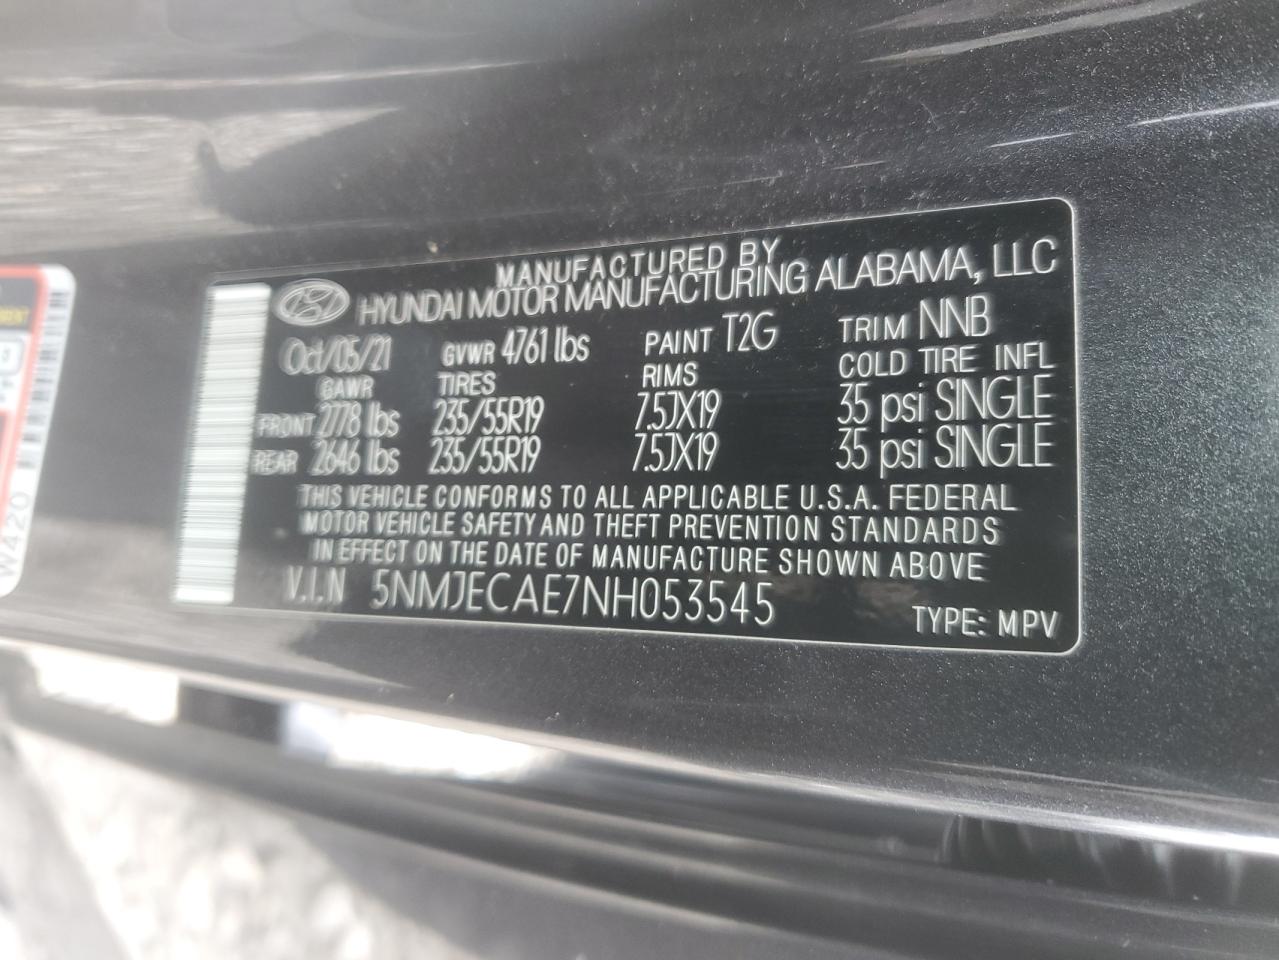 MANUFACTURED BY
HYUNDAI MOTOR MANUFACTURING ALABAMA, LLC
Oct/05/21 GVWR 4761 lbs PAINT T2G TRIM NNB
GAWR TIRES RIMS COLD TIRE INFL
FRONT 2778 lbs 235/55R19 7.5JX19 35 psi SINGLE
REAR 2646 lbs 235/55R19 7.5JX19 35 psi SINGLE
THIS VEHICLE CONFORMS TO ALL APPLICABLE U.S.A. FEDERAL
MOTOR VEHICLE SAFETY AND THEFT PREVENTION STANDARDS
IN EFFECT ON THE DATE OF MANUFACTURE SHOWN ABOVE
V.I.N 5NMJECAE7NH053545
TYPE: MPV
W420